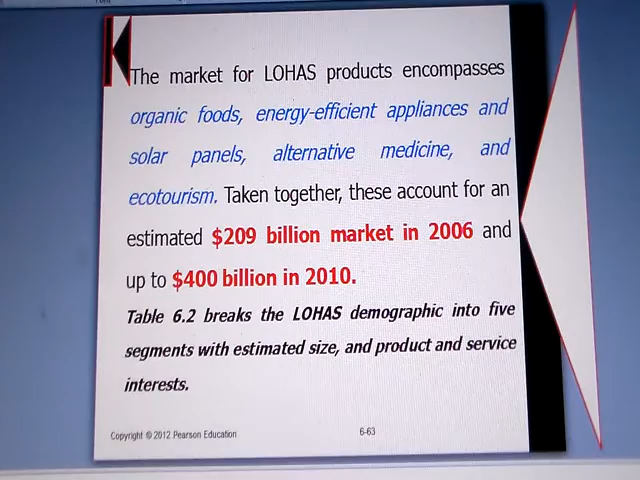 The market for LOHAS products encompasses
organic foods, energy-efficient appliances and
solar panels, alternative medicine, and
ecotourism. Taken together, these account for an
estimated $209 billion market in 2006 and
up to $400 billion in 2010.
Table 6.2 breaks the LOHAS demographic into five
segments with estimated size, and product and service
interests.
Copyright © 2012 Pearson Education
6-63